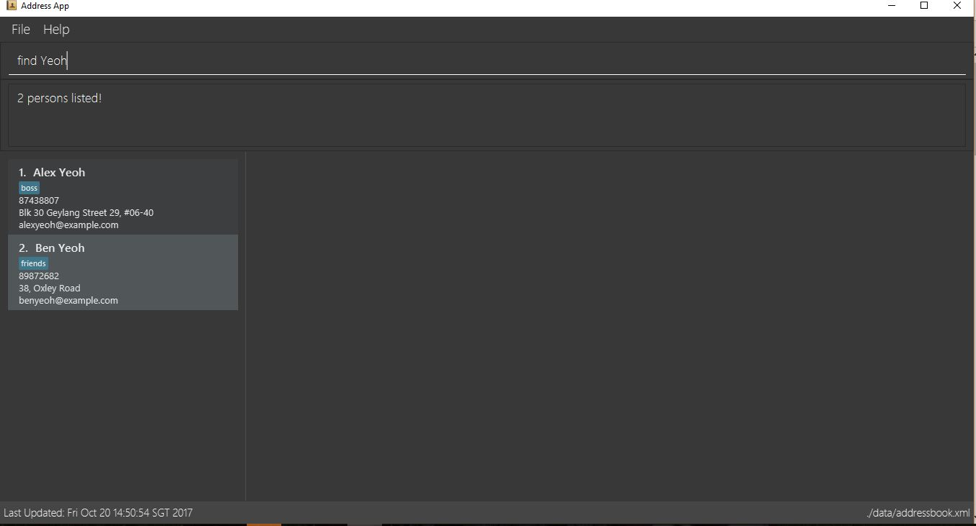 Address App
File Help
find Yeoh
2 persons listed!
1. Alex Yeoh
boss
87438807
Blk 30 Geylang Street 29, #06-40
alexyeoh@example.com
2. Ben Yeoh
friends
89872682
38, Oxley Road
benyeoh@example.com
Last Updated: Fri Oct 20 14:50:54 SGT 2017 ./data/addressbook.xml